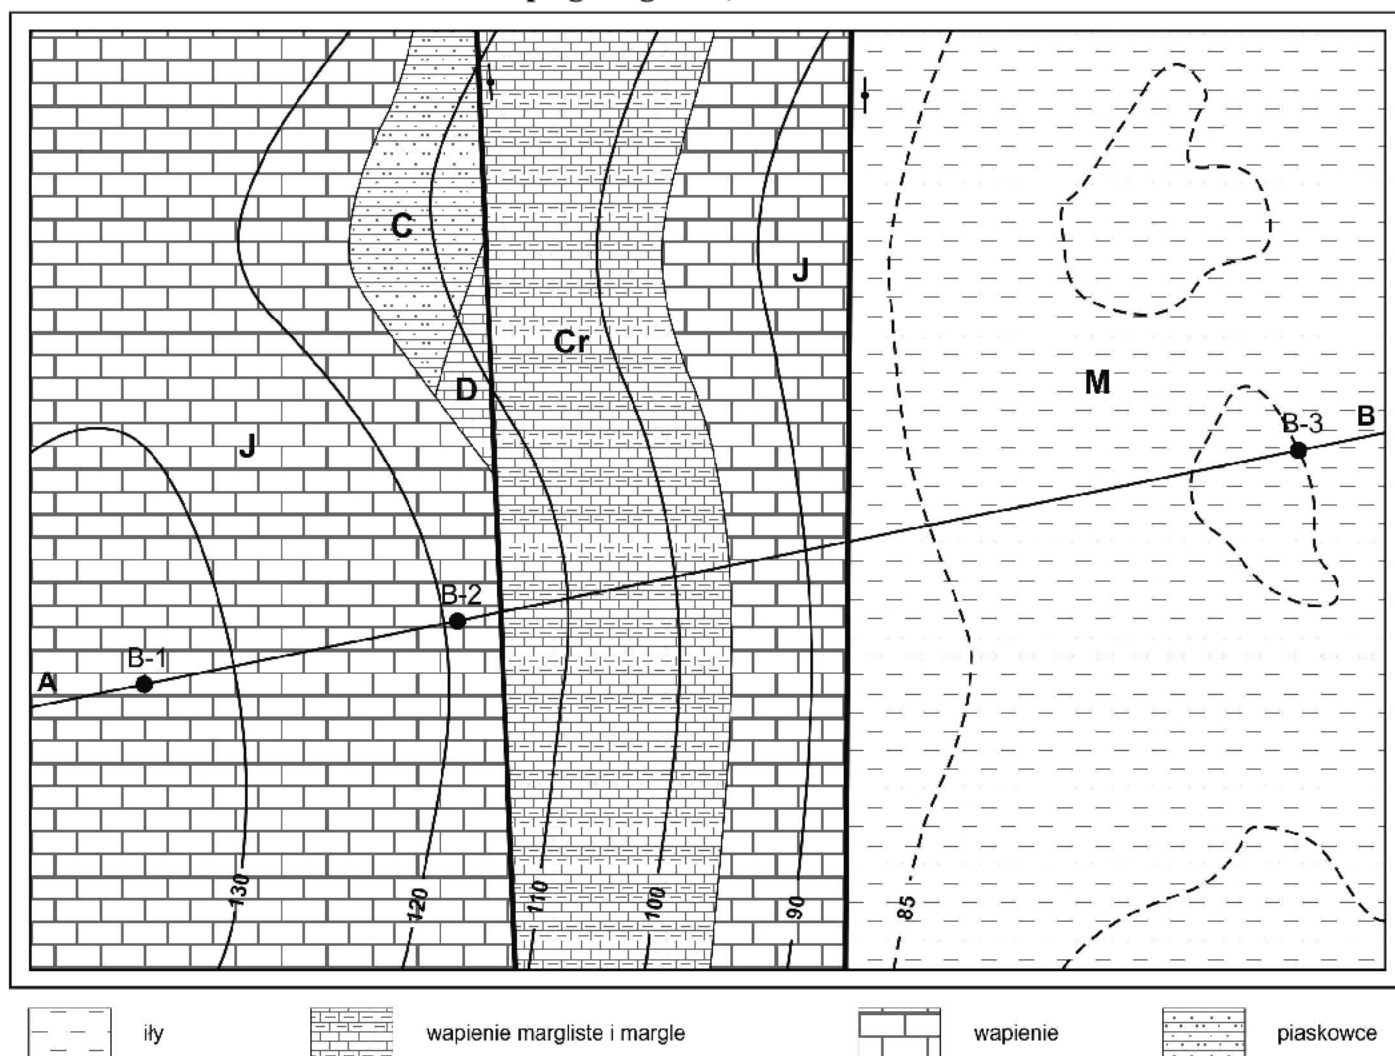 C
J
Cr
D
M
J
B-3
B
B-2
B-1
A
130
120
110
100
90
85
iły
wapienie margliste i margle
wapienie
piaskowce